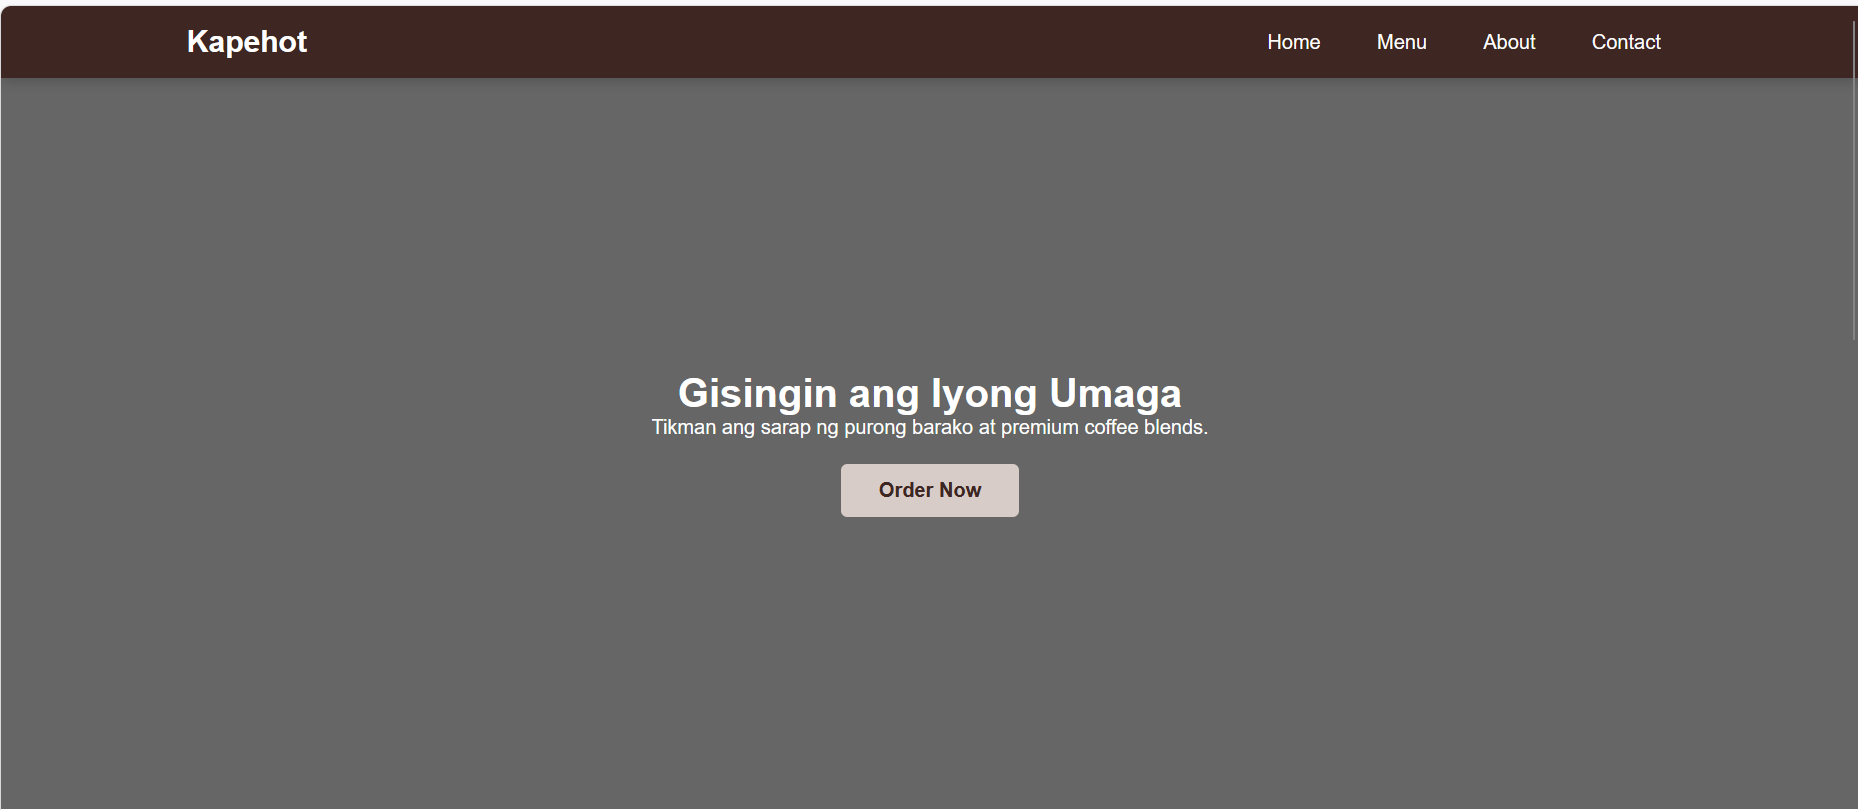 Kapehot
Home Menu About Contact
Gisingin ang Iyong Umaga
Tikman ang sarap ng purong barako at premium coffee blends.
Order Now